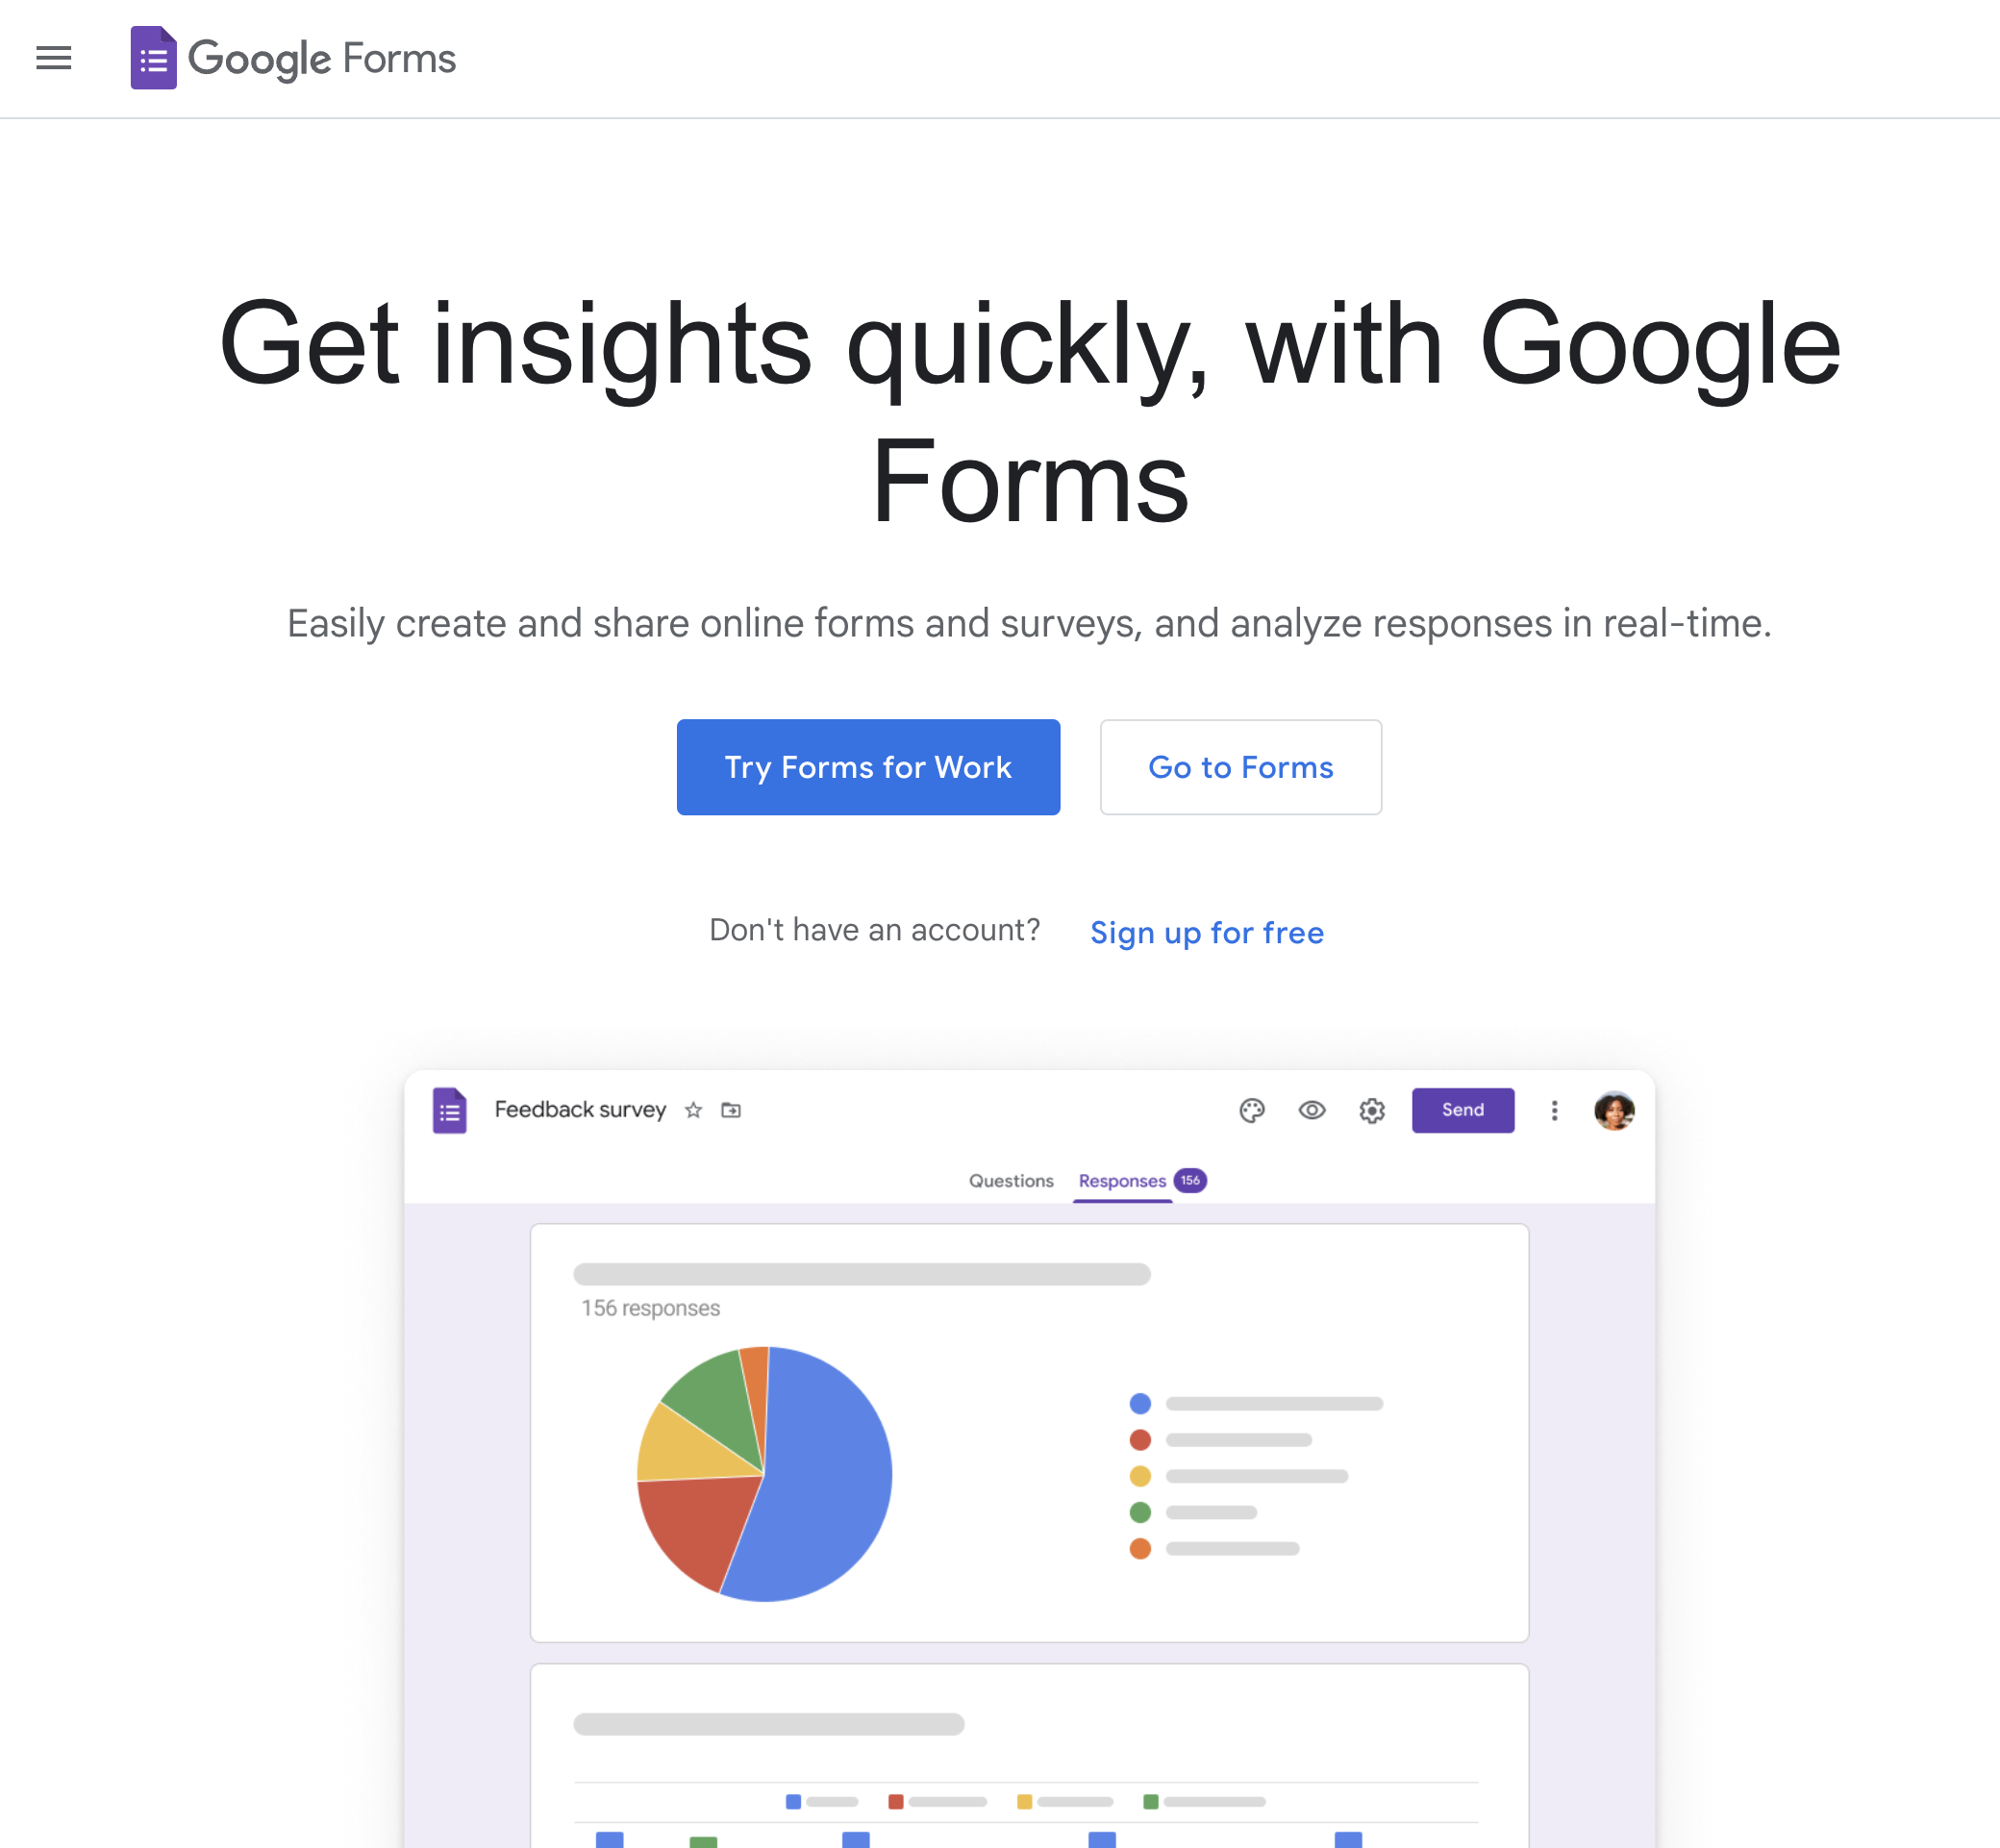 Google Forms
Get insights quickly, with Google
Forms
Easily create and share online forms and surveys, and analyze responses in real-time.
Try Forms for Work
Go to Forms
Don't have an account?
Sign up for free
Feedback survey
Send
Questions
Responses 156
156 responses